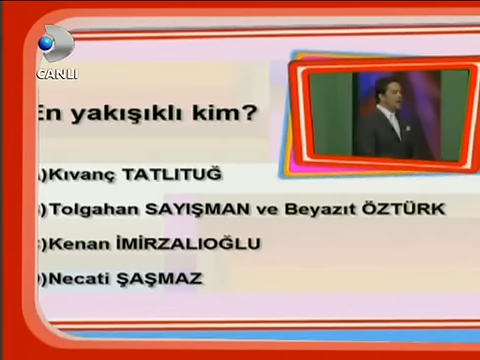 CANLI
En yakışıklı kim?
A)Kıvanç TATLITUĞ
B)Tolgahan SAYIŞMAN ve Beyazıt ÖZTÜRK
C)Kenan İMİRZALIOĞLU
D)Necati ŞAŞMAZ